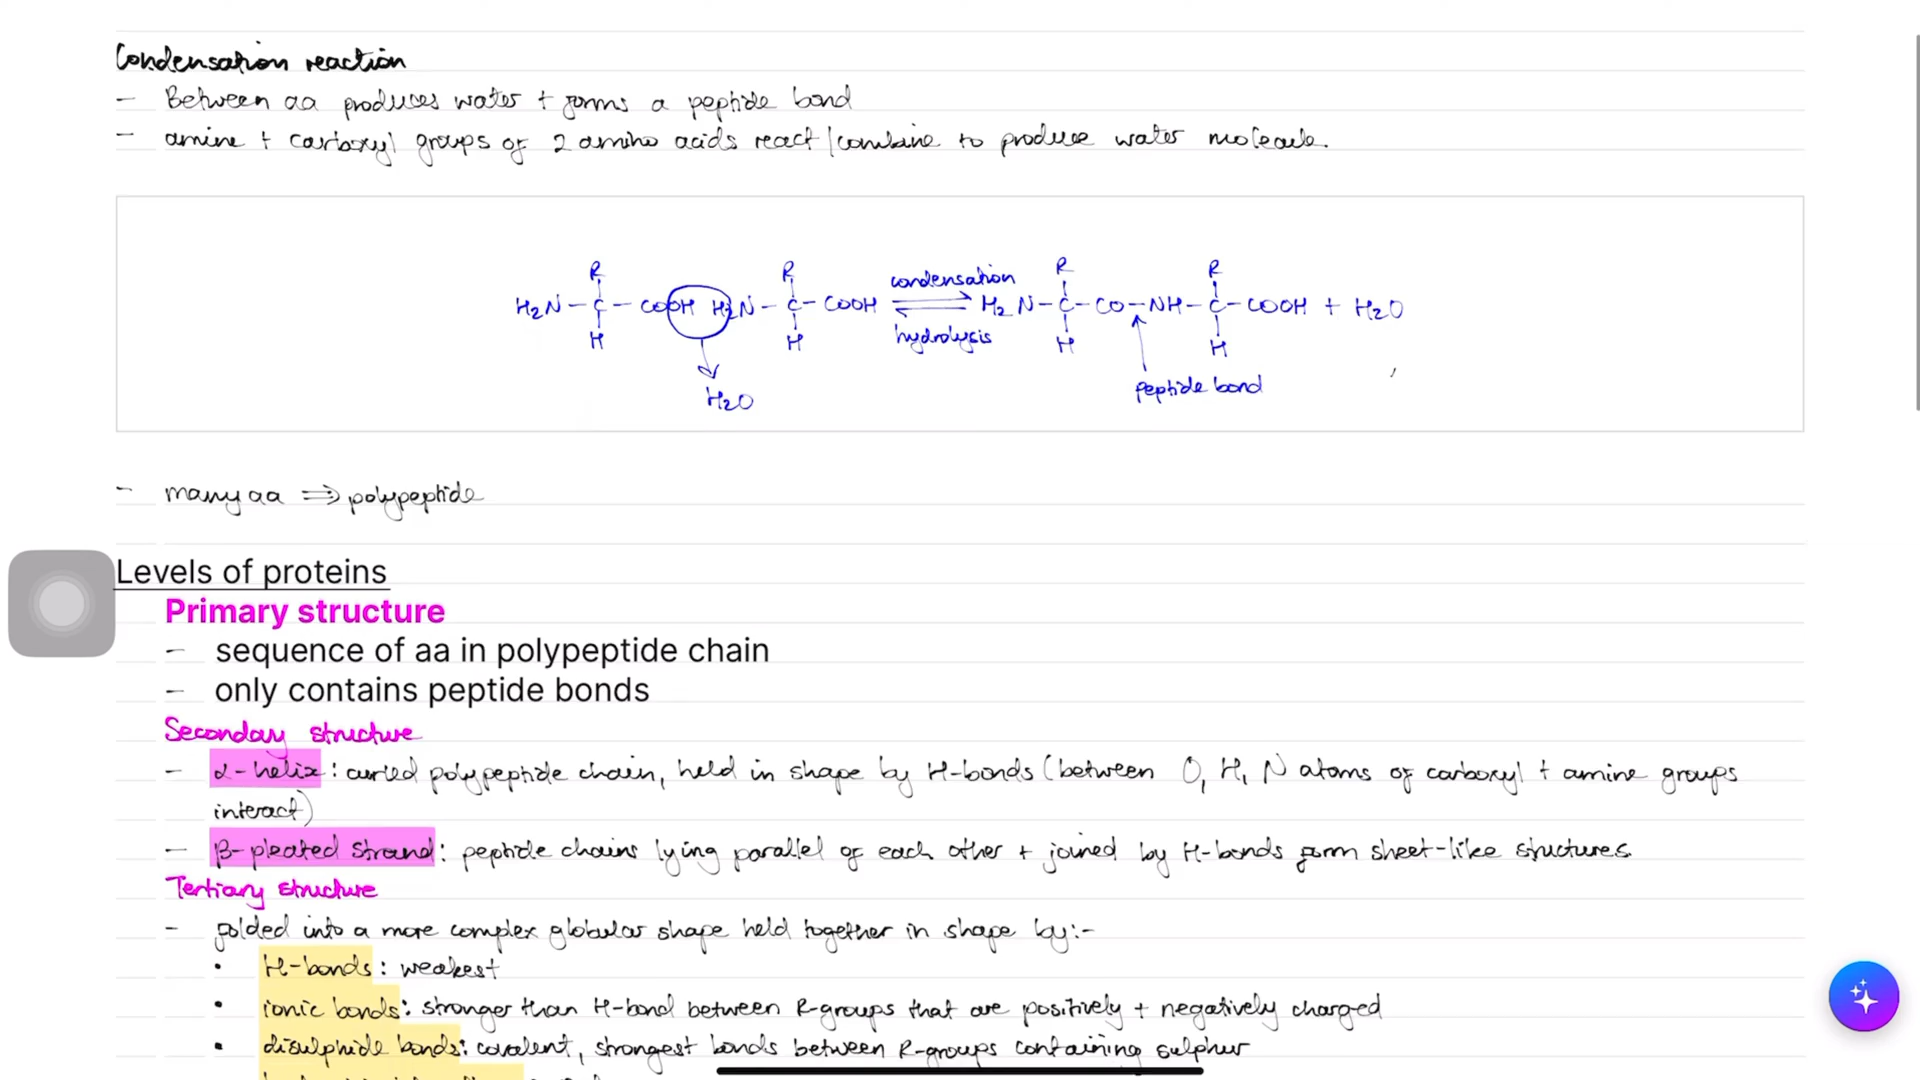 Condensation reaction
- Between aa produces water + forms a peptide bond
- amine + carboxyl groups of 2 amino acids react/combine to produce water molecule.
R R R R
H₂N-C-COOH H₂N-C-COOH condensation hydrolysis H₂N-C-CO-NH-C-COOH + H₂O
H H H H
H₂O peptide bond
- many aa ⇒ polypeptide
Levels of proteins
Primary structure
- sequence of aa in polypeptide chain
- only contains peptide bonds
Secondary structure
- α-helix: curled polypeptide chain, held in shape by H-bonds (between O, H, N atoms of carboxyl + amine groups
interact)
- β-pleated strand: peptide chains lying parallel of each other + joined by H-bonds form sheet-like structures
Tertiary structure
- folded into a more complex globular shape held together in shape by:-
• H-bonds: weakest
• ionic bonds: stronger than H-bond between R-groups that are positively + negatively charged
• disulphide bonds: covalent, strongest bonds between R-groups containing sulphur